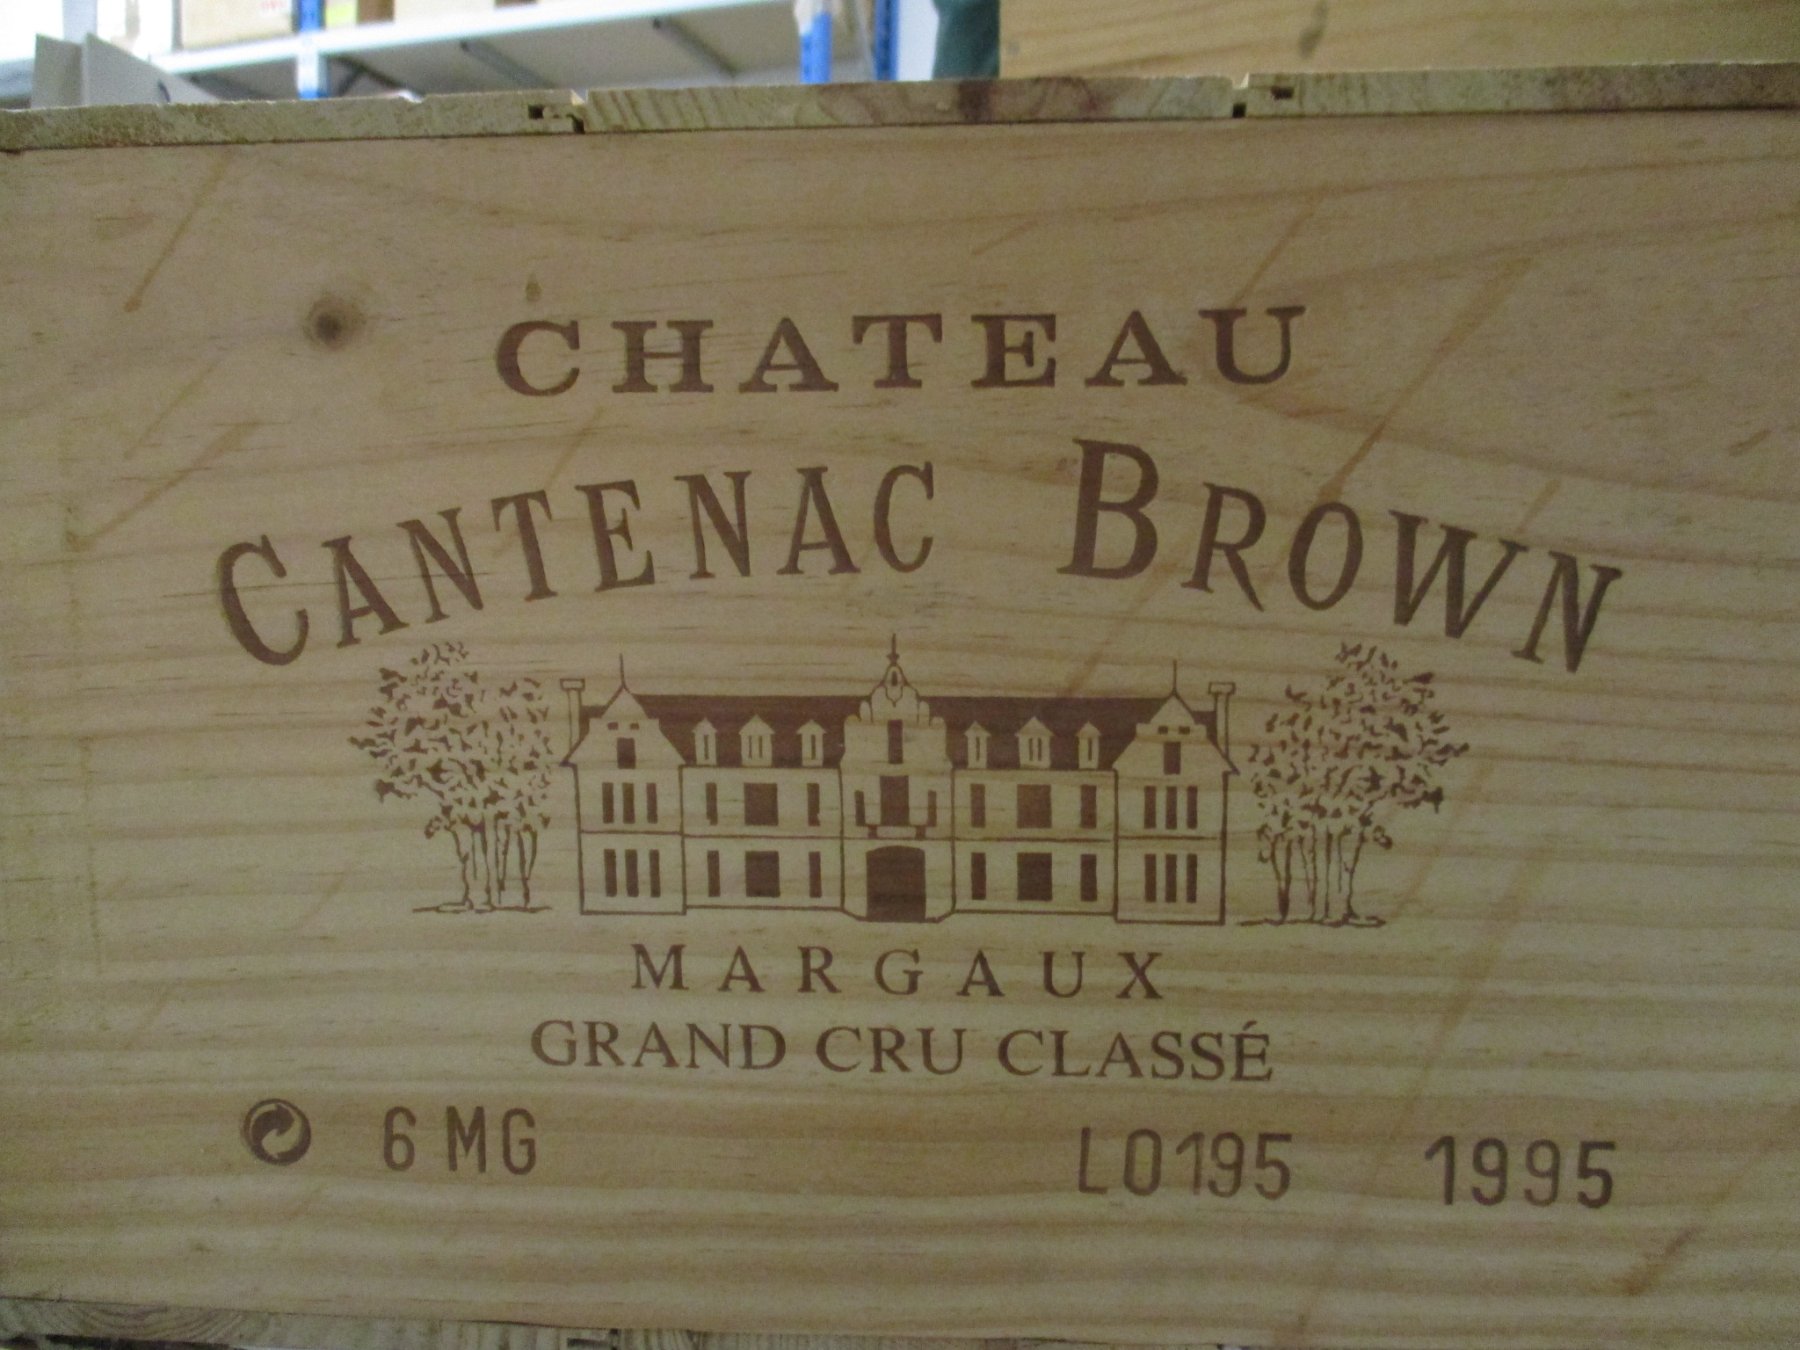 CHATEAU
CANTENAC BROWN
MARGAUX
GRAND CRU CLASSÉ
6 MG L0195 1995